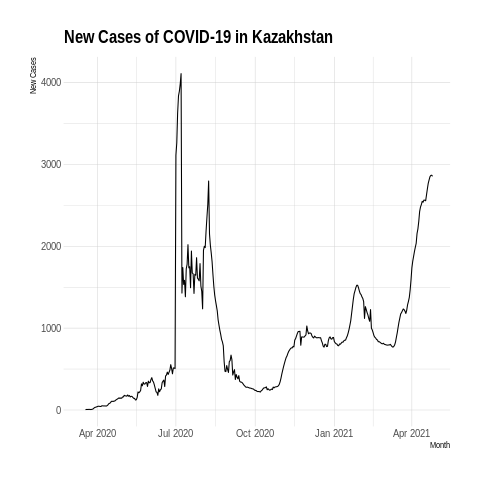 New Cases of COVID-19 in Kazakhstan
New Cases
4000
3000
2000
1000
0
Apr 2020 Jul 2020 Oct 2020 Jan 2021 Apr 2021
Month